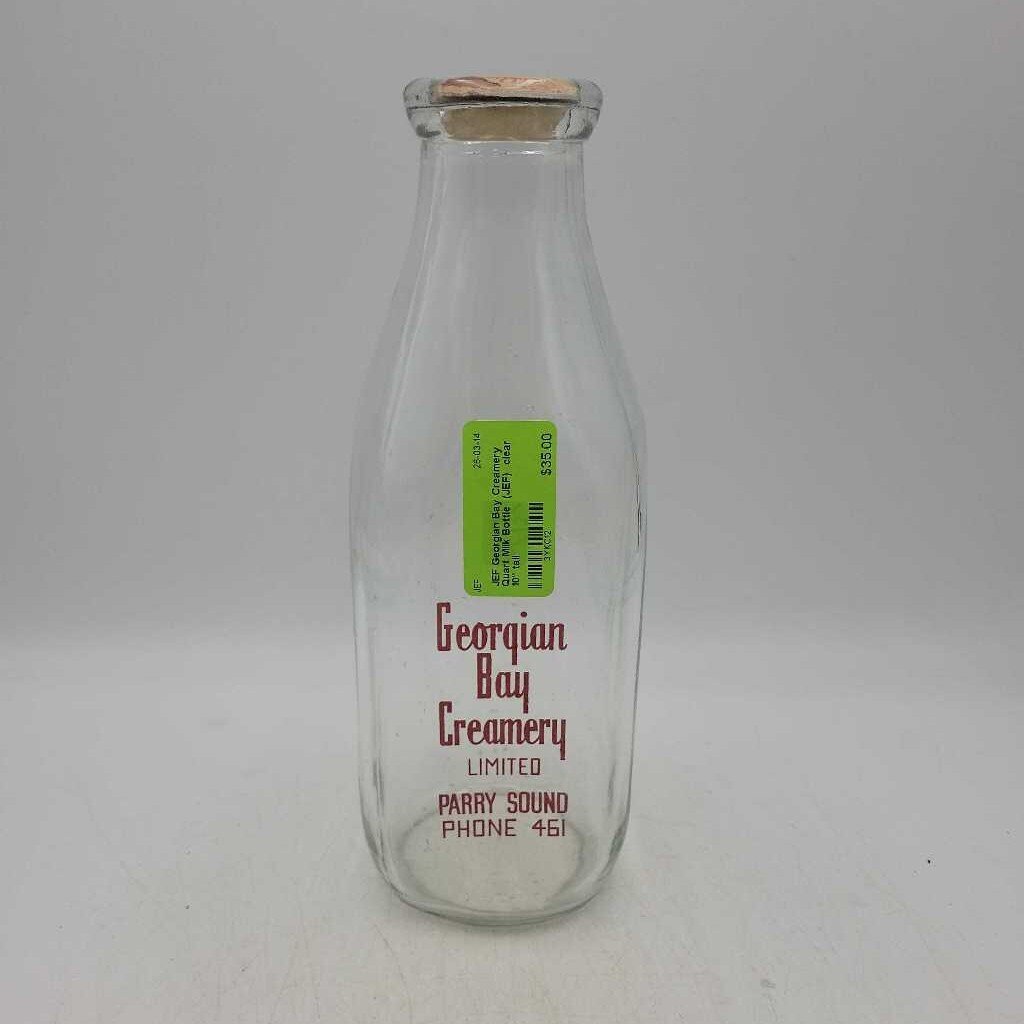 JEF 25-03-14
JEF Georgian Bay Creamery
Quart Milk Bottle (JEF) clear
10" tall
$35.00
Georgian
Bay
Creamery
LIMITED
PARRY SOUND
PHONE 461